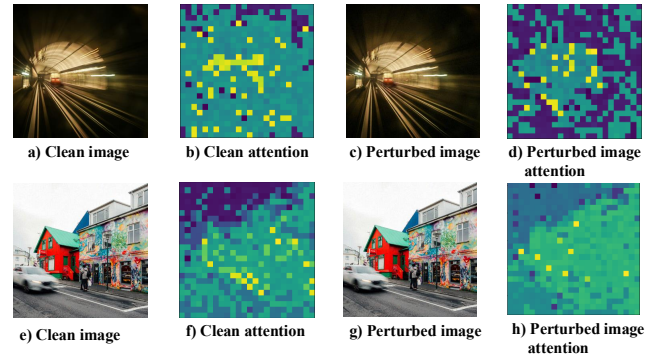 a) Clean image
b) Clean attention
c) Perturbed image
d) Perturbed image
attention
e) Clean image
f) Clean attention
g) Perturbed image
h) Perturbed image
attention